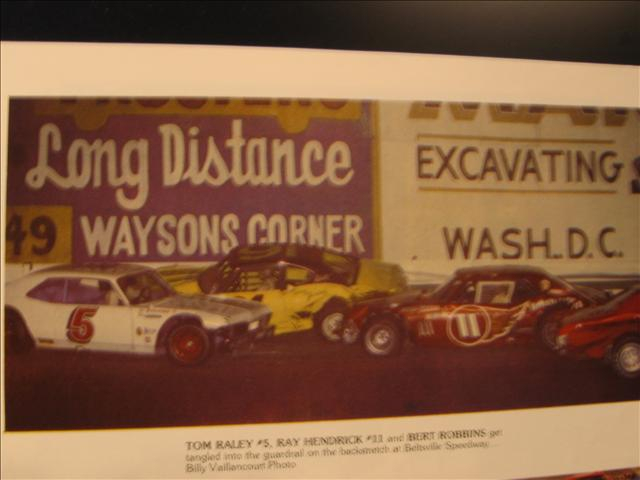 Long Distance
EXCAVATING
49
WAYSONS CORNER
WASH. D.C.
5
11
TOM RALEY #5, RAY HENDRICK #11 and BERT ROBBINS get
tangled into the guardrail on the backstretch at Beltsville Speedway....
Billy Vaillancourt Photo